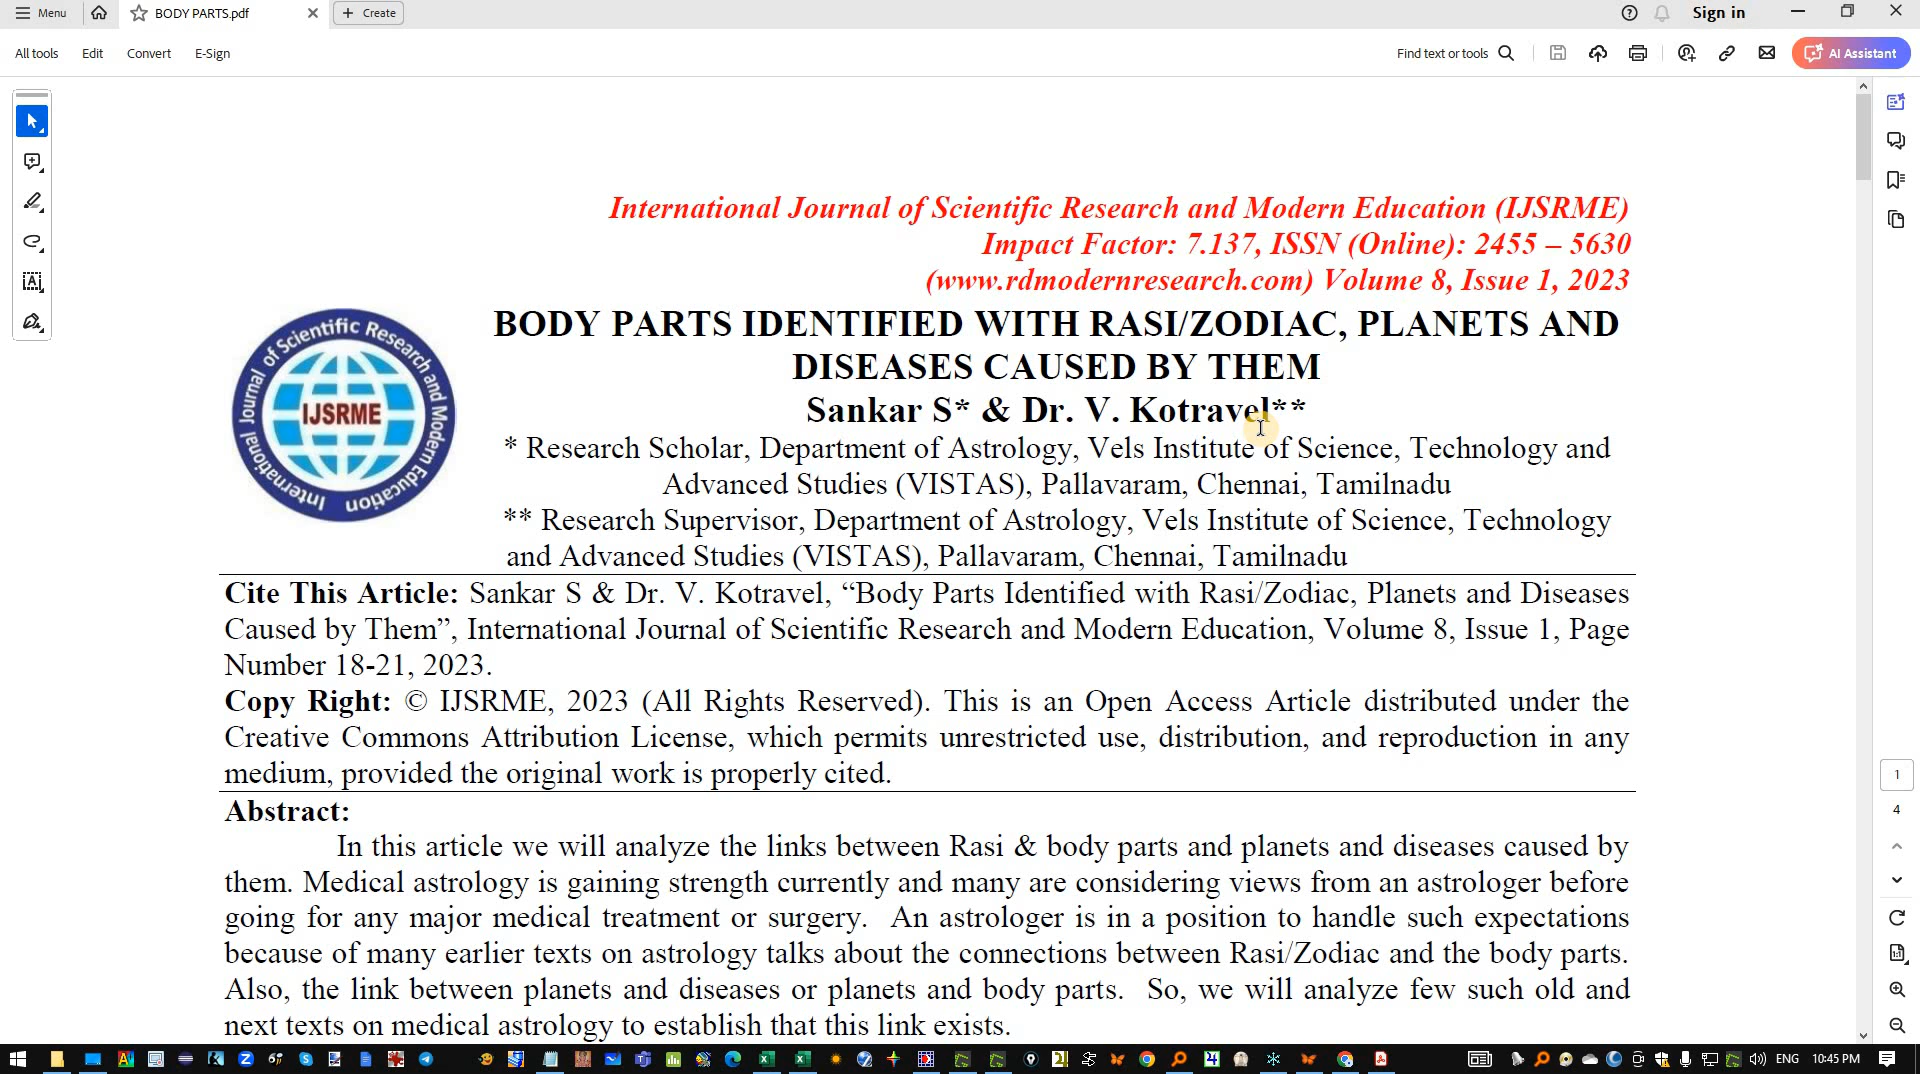 Menu
BODY PARTS.pdf
Create
Sign in
All tools
Edit
Convert
E-Sign
Find text or tools
AI Assistant
International Journal of Scientific Research and Modern Education (IJSRME)
Impact Factor: 7.137, ISSN (Online): 2455 – 5630
(www.rdmodernresearch.com) Volume 8, Issue 1, 2023
International Journal of Scientific Research and Modern Education
IJSRME
BODY PARTS IDENTIFIED WITH RASI/ZODIAC, PLANETS AND
DISEASES CAUSED BY THEM
Sankar S* & Dr. V. Kotravel**
* Research Scholar, Department of Astrology, Vels Institute of Science, Technology and
Advanced Studies (VISTAS), Pallavaram, Chennai, Tamilnadu
** Research Supervisor, Department of Astrology, Vels Institute of Science, Technology
and Advanced Studies (VISTAS), Pallavaram, Chennai, Tamilnadu
Cite This Article: Sankar S & Dr. V. Kotravel, “Body Parts Identified with Rasi/Zodiac, Planets and Diseases
Caused by Them”, International Journal of Scientific Research and Modern Education, Volume 8, Issue 1, Page
Number 18-21, 2023.
Copy Right: © IJSRME, 2023 (All Rights Reserved). This is an Open Access Article distributed under the
Creative Commons Attribution License, which permits unrestricted use, distribution, and reproduction in any
medium, provided the original work is properly cited.
Abstract:
In this article we will analyze the links between Rasi & body parts and planets and diseases caused by
them. Medical astrology is gaining strength currently and many are considering views from an astrologer before
going for any major medical treatment or surgery. An astrologer is in a position to handle such expectations
because of many earlier texts on astrology talks about the connections between Rasi/Zodiac and the body parts.
Also, the link between planets and diseases or planets and body parts. So, we will analyze few such old and
next texts on medical astrology to establish that this link exists.
1
4
ENG
10:45 PM